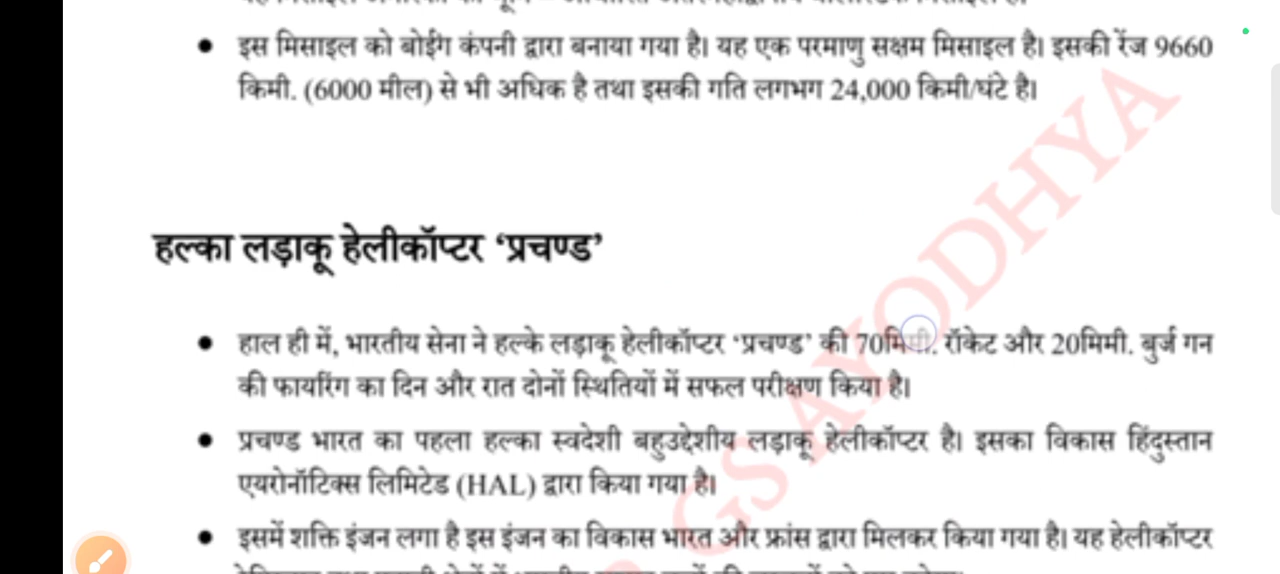 इस मिसाइल को बोईंग कंपनी द्वारा बनाया गया है। यह एक परमाणु सक्षम मिसाइल है। इसकी रेंज 9660
किमी. (6000 मील) से भी अधिक है तथा इसकी गति लगभग 24,000 किमी/घंटे है।
हल्का लड़ाकू हेलीकॉप्टर ‘प्रचण्ड’
हाल ही में, भारतीय सेना ने हल्के लड़ाकू हेलीकॉप्टर ‘प्रचण्ड’ की 70मिमी. रॉकेट और 20मिमी. बुर्ज गन
की फायरिंग का दिन और रात दोनों स्थितियों में सफल परीक्षण किया है।
प्रचण्ड भारत का पहला हल्का स्वदेशी बहुउद्देशीय लड़ाकू हेलीकॉप्टर है। इसका विकास हिंदुस्तान
एयरोनॉटिक्स लिमिटेड (HAL) द्वारा किया गया है।
इसमें शक्ति इंजन लगा है इस इंजन का विकास भारत और फ्रांस द्वारा मिलकर किया गया है। यह हेलीकॉप्टर
GS AYODHYA